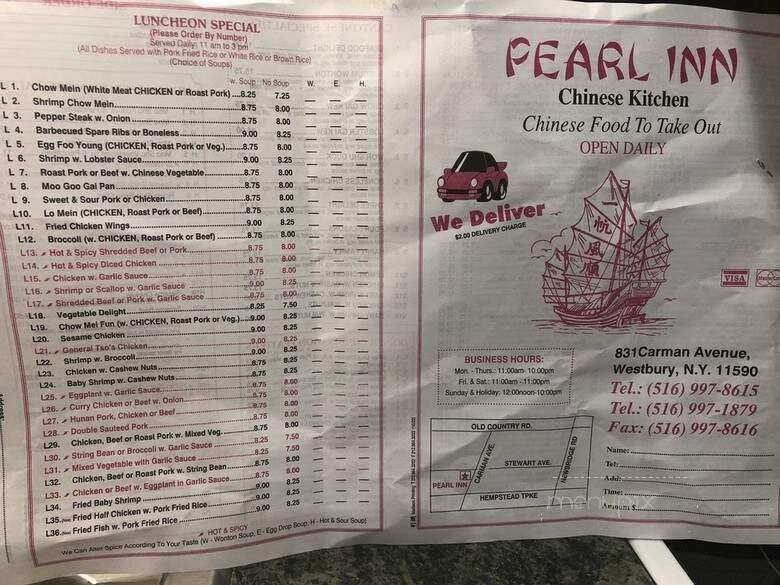 LUNCHEON SPECIAL
(Please Order By Number)
Served Daily: 11 am to 3 pm
(All Dishes Served with Pork Fried Rice or White Rice or Brown Rice)
(Choice of Soups)
w. Soup No Soup W. E. H.
L 1. Chow Mein (White Meat CHICKEN or Roast Pork) ....8.25 7.25
L 2. Shrimp Chow Mein....8.75 8.00
L 3. Pepper Steak w. Onion....8.75 8.00
L 4. Barbecued Spare Ribs or Boneless....9.00 8.25
L 5. Egg Foo Young (CHICKEN, Roast Pork or Veg.)....8.75 8.00
L 6. Shrimp w. Lobster Sauce....9.00 8.25
L 7. Roast Pork or Beef w. Chinese Vegetable....8.75 8.00
L 8. Moo Goo Gai Pan....8.75 8.00
L 9. Sweet & Sour Pork or Chicken....8.75 8.00
L10. Lo Mein (CHICKEN, Roast Pork or Beef)....8.75 8.00
L11. Fried Chicken Wings....9.00 8.25
L12. Broccoli (w. CHICKEN, Roast Pork or Beef)....8.75 8.00
L13. Hot & Spicy Shredded Beef or Pork....8.75 8.00
L14. Hot & Spicy Diced Chicken....8.75 8.00
L15. Chicken w. Garlic Sauce....8.75 8.00
L16. Shrimp or Scallop w. Garlic Sauce....9.00 8.25
L17. Shredded Beef or Pork w. Garlic Sauce....8.75 8.00
L18. Vegetable Delight....8.25 7.50
L19. Chow Mei Fun (w. CHICKEN, Roast Pork or Veg.)....9.00 8.25
L20. Sesame Chicken....9.00 8.25
L21. General Tso's Chicken....9.00 8.25
L22. Shrimp w. Broccoli....9.00 8.25
L23. Chicken w. Cashew Nuts....9.00 8.25
L24. Baby Shrimp w. Cashew Nuts....9.00 8.25
L25. Eggplant w. Garlic Sauce....8.75 8.00
L26. Curry Chicken or Beef w. Onion....8.75 8.00
L27. Hunan Pork, Chicken or Beef....8.75 8.00
L28. Double Sauteed Pork....8.75 8.00
L29. Chicken, Beef or Roast Pork w. Mixed Veg....8.75 8.00
L30. String Bean or Broccoli w. Garlic Sauce....8.25 7.50
L31. Mixed Vegetable with Garlic Sauce....8.25 7.50
L32. Chicken, Beef or Roast Pork w. String Bean....8.75 8.00
L33. Chicken or Beef w. Eggplant in Garlic Sauce....8.75 8.00
L34. Fried Baby Shrimp....9.00 8.25
L35.(New) Fried Half Chicken w. Pork Fried Rice....9.00 8.25
L36.(New) Fried Fish w. Pork Fried Rice....9.00 8.25
HOT & SPICY
We Can Alter Spice According To Your Taste (W - Wonton Soup, E - Egg Drop Soup, H - Hot & Sour Soup)
PEARL INN
Chinese Kitchen
Chinese Food To Take Out
OPEN DAILY
We Deliver
$2.00 DELIVERY CHARGE
一帆風順
VISA
BUSINESS HOURS:
Mon. - Thurs.: 11:00am- 10:00pm
Fri. & Sat.: 11:00am - 11:00pm
Sunday & Holiday: 12:00noon-10:00pm
831Carman Avenue,
Westbury, N.Y. 11590
Tel.: (516) 997-8615
Tel.: (516) 997-1879
Fax: (516) 997-8616
OLD COUNTRY RD.
CARMAN AVE.
STEWART AVE.
NEWBRIDGE RD
PEARL INN
HEMPSTEAD TPKE
Name:
Tel:
Add:
Time:
Amount $
menupix
Address: